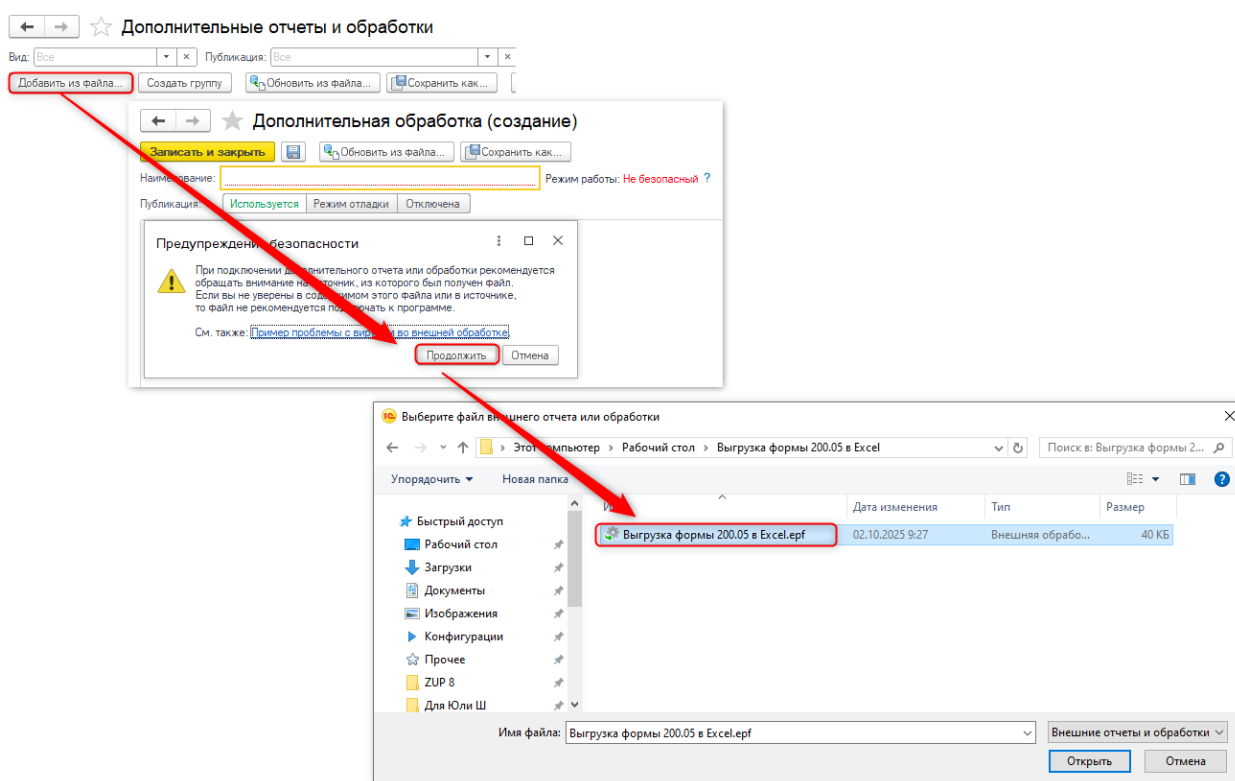 Дополнительные отчеты и обработки
Вид: Все Публикация: Все
Добавить из файла... Создать группу Обновить из файла... Сохранить как...
Дополнительная обработка (создание)
Записать и закрыть Обновить из файла... Сохранить как...
Наименование: Режим работы: Не безопасный ?
Публикация: Используется Режим отладки Отключена
Предупреждение безопасности
При подключении дополнительного отчета или обработки рекомендуется
обращать внимание на источник, из которого был получен файл.
Если вы не уверены в содержимом этого файла или в источнике,
то файл не рекомендуется подключать к программе.
См. также: Пример проблемы с вирусом во внешней обработке.
Продолжить Отмена
1С Выберите файл внешнего отчета или обработки
Этот компьютер › Рабочий стол › Выгрузка формы 200.05 в Excel Поиск в: Выгрузка формы 2...
Упорядочить Новая папка ?
Дата изменения Тип Размер
Быстрый доступ
Выгрузка формы 200.05 в Excel.epf 02.10.2025 9:27 Внешняя обрабо... 40 КБ
Рабочий стол
Загрузки
Документы
Изображения
Конфигурации
Прочее
ZUP 8
Для Юли Ш
Имя файла: Выгрузка формы 200.05 в Excel.epf Внешние отчеты и обработки
Открыть Отмена